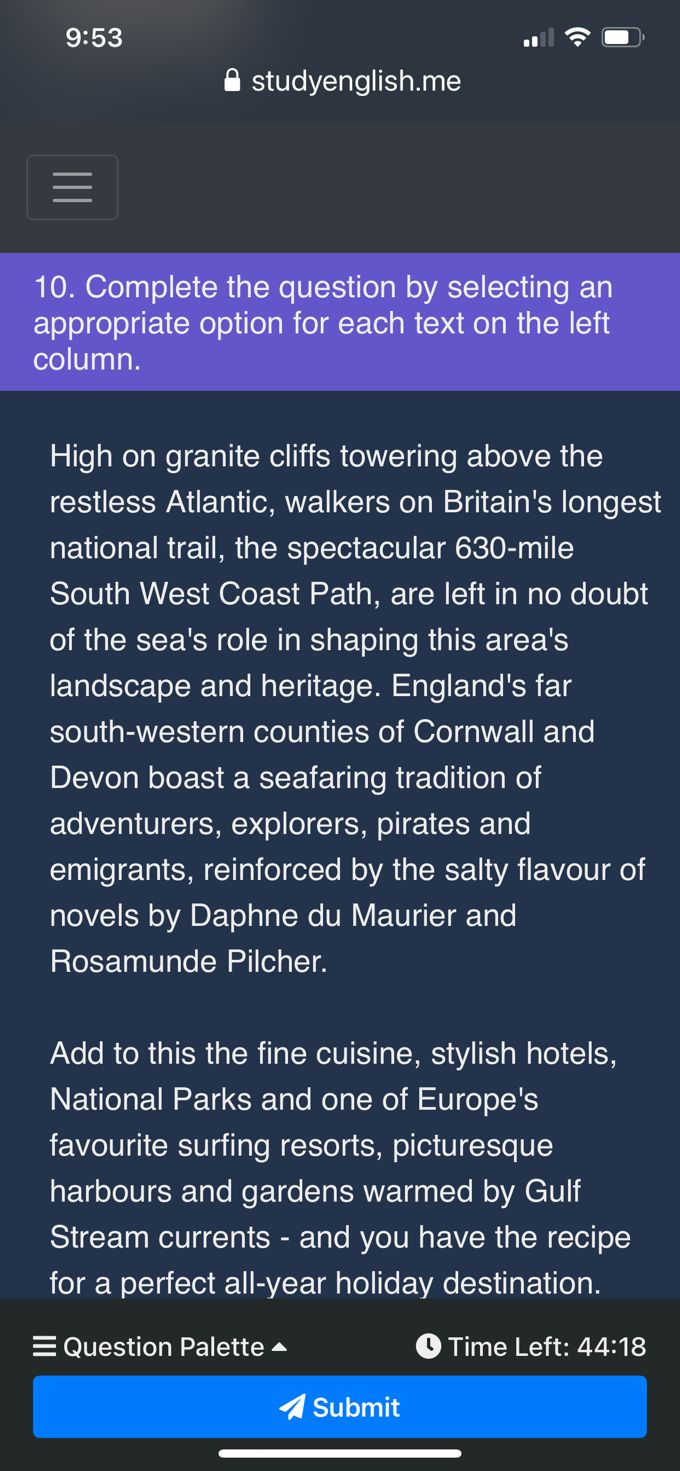 9:53
studyenglish.me
10. Complete the question by selecting an
appropriate option for each text on the left
column.
High on granite cliffs towering above the
restless Atlantic, walkers on Britain's longest
national trail, the spectacular 630-mile
South West Coast Path, are left in no doubt
of the sea's role in shaping this area's
landscape and heritage. England's far
south-western counties of Cornwall and
Devon boast a seafaring tradition of
adventurers, explorers, pirates and
emigrants, reinforced by the salty flavour of
novels by Daphne du Maurier and
Rosamunde Pilcher.
Add to this the fine cuisine, stylish hotels,
National Parks and one of Europe's
favourite surfing resorts, picturesque
harbours and gardens warmed by Gulf
Stream currents - and you have the recipe
for a perfect all-year holiday destination.
Question Palette
Time Left: 44:18
Submit